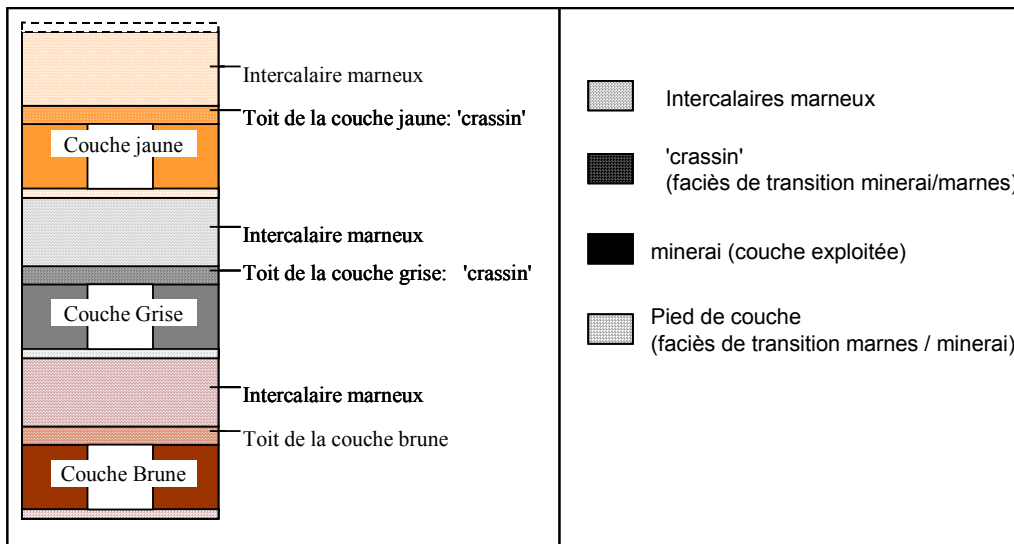 Intercalaire marneux
Toit de la couche jaune: 'crassin'
Couche jaune
Intercalaire marneux
Toit de la couche grise: 'crassin'
Couche Grise
Intercalaire marneux
Toit de la couche brune
Couche Brune
Intercalaires marneux
'crassin'
(faciès de transition minerai/marnes)
minerai (couche exploitée)
Pied de couche
(faciès de transition marnes / minerai)